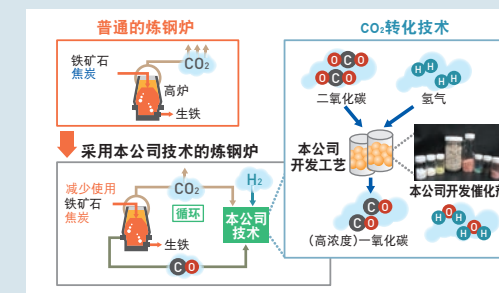 普通的炼钢炉
铁矿石
焦炭
CO₂
高炉
生铁
采用本公司技术的炼钢炉
减少使用
铁矿石
焦炭
CO₂
H₂
循环
本公司
技术
生铁
C O
CO₂转化技术
O C O
O C O
二氧化碳
H H
H H
氢气
本公司
开发工艺
本公司开发催化剂
C O
C O
(高浓度)一氧化碳
H O H
H O H